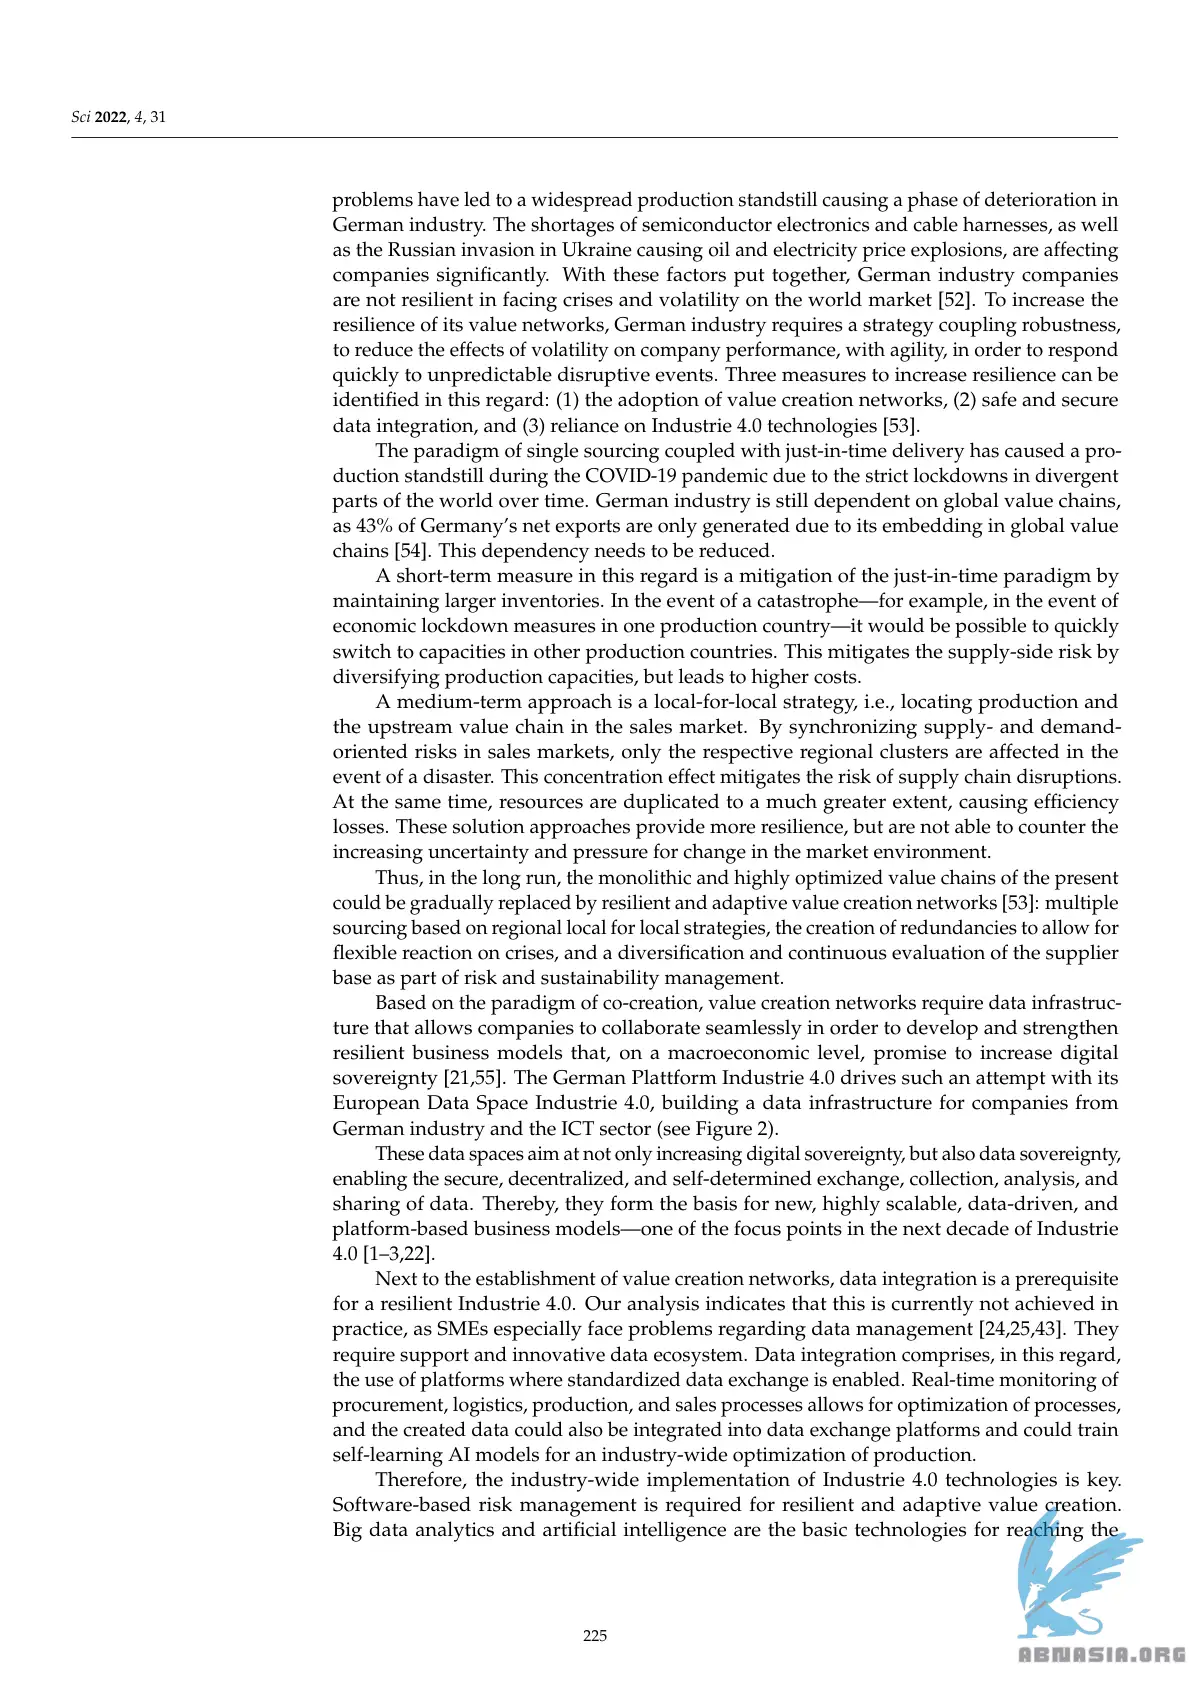 Sci 2022, 4, 31
problems have led to a widespread production standstill causing a phase of deterioration in
German industry. The shortages of semiconductor electronics and cable harnesses, as well
as the Russian invasion in Ukraine causing oil and electricity price explosions, are affecting
companies significantly. With these factors put together, German industry companies
are not resilient in facing crises and volatility on the world market [52]. To increase the
resilience of its value networks, German industry requires a strategy coupling robustness,
to reduce the effects of volatility on company performance, with agility, in order to respond
quickly to unpredictable disruptive events. Three measures to increase resilience can be
identified in this regard: (1) the adoption of value creation networks, (2) safe and secure
data integration, and (3) reliance on Industrie 4.0 technologies [53].
The paradigm of single sourcing coupled with just-in-time delivery has caused a pro-
duction standstill during the COVID-19 pandemic due to the strict lockdowns in divergent
parts of the world over time. German industry is still dependent on global value chains,
as 43% of Germany's net exports are only generated due to its embedding in global value
chains [54]. This dependency needs to be reduced.
A short-term measure in this regard is a mitigation of the just-in-time paradigm by
maintaining larger inventories. In the event of a catastrophe—for example, in the event of
economic lockdown measures in one production country—it would be possible to quickly
switch to capacities in other production countries. This mitigates the supply-side risk by
diversifying production capacities, but leads to higher costs.
A medium-term approach is a local-for-local strategy, i.e., locating production and
the upstream value chain in the sales market. By synchronizing supply- and demand-
oriented risks in sales markets, only the respective regional clusters are affected in the
event of a disaster. This concentration effect mitigates the risk of supply chain disruptions.
At the same time, resources are duplicated to a much greater extent, causing efficiency
losses. These solution approaches provide more resilience, but are not able to counter the
increasing uncertainty and pressure for change in the market environment.
Thus, in the long run, the monolithic and highly optimized value chains of the present
could be gradually replaced by resilient and adaptive value creation networks [53]: multiple
sourcing based on regional local for local strategies, the creation of redundancies to allow for
flexible reaction on crises, and a diversification and continuous evaluation of the supplier
base as part of risk and sustainability management.
Based on the paradigm of co-creation, value creation networks require data infrastruc-
ture that allows companies to collaborate seamlessly in order to develop and strengthen
resilient business models that, on a macroeconomic level, promise to increase digital
sovereignty [21,55]. The German Plattform Industrie 4.0 drives such an attempt with its
European Data Space Industrie 4.0, building a data infrastructure for companies from
German industry and the ICT sector (see Figure 2).
These data spaces aim at not only increasing digital sovereignty, but also data sovereignty,
enabling the secure, decentralized, and self-determined exchange, collection, analysis, and
sharing of data. Thereby, they form the basis for new, highly scalable, data-driven, and
platform-based business models—one of the focus points in the next decade of Industrie
4.0 [1–3,22].
Next to the establishment of value creation networks, data integration is a prerequisite
for a resilient Industrie 4.0. Our analysis indicates that this is currently not achieved in
practice, as SMEs especially face problems regarding data management [24,25,43]. They
require support and innovative data ecosystem. Data integration comprises, in this regard,
the use of platforms where standardized data exchange is enabled. Real-time monitoring of
procurement, logistics, production, and sales processes allows for optimization of processes,
and the created data could also be integrated into data exchange platforms and could train
self-learning AI models for an industry-wide optimization of production.
Therefore, the industry-wide implementation of Industrie 4.0 technologies is key.
Software-based risk management is required for resilient and adaptive value creation.
Big data analytics and artificial intelligence are the basic technologies for reaching the
225
ABNASIA.ORG